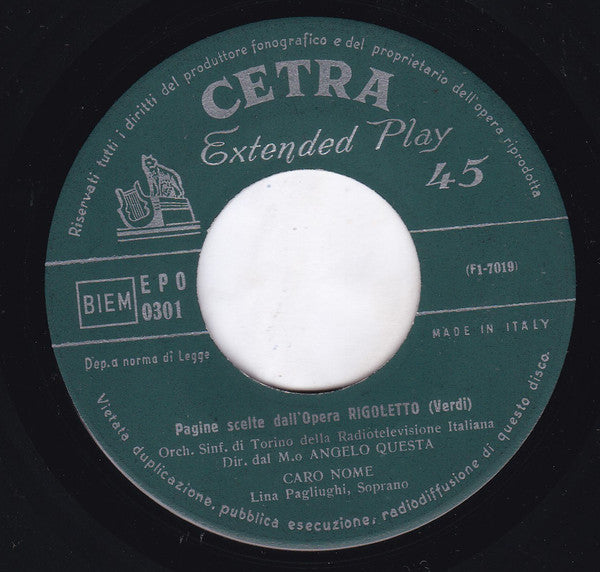 Riservati tutti i diritti del produttore fonografico e del proprietario dell'opera riprodotta
CETRA
Extended Play
45
BIEM
EPO
0301
(F1-7019)
MADE IN ITALY
Dep. a norma di Legge
Pagine scelte dall'Opera RIGOLETTO (Verdi)
Orch. Sinf. di Torino della Radiotelevisione Italiana
Dir. dal M.o ANGELO QUESTA
CARO NOME
Lina Pagliughi, Soprano
Vietata duplicazione, pubblica esecuzione, radiodiffusione di questo disco.